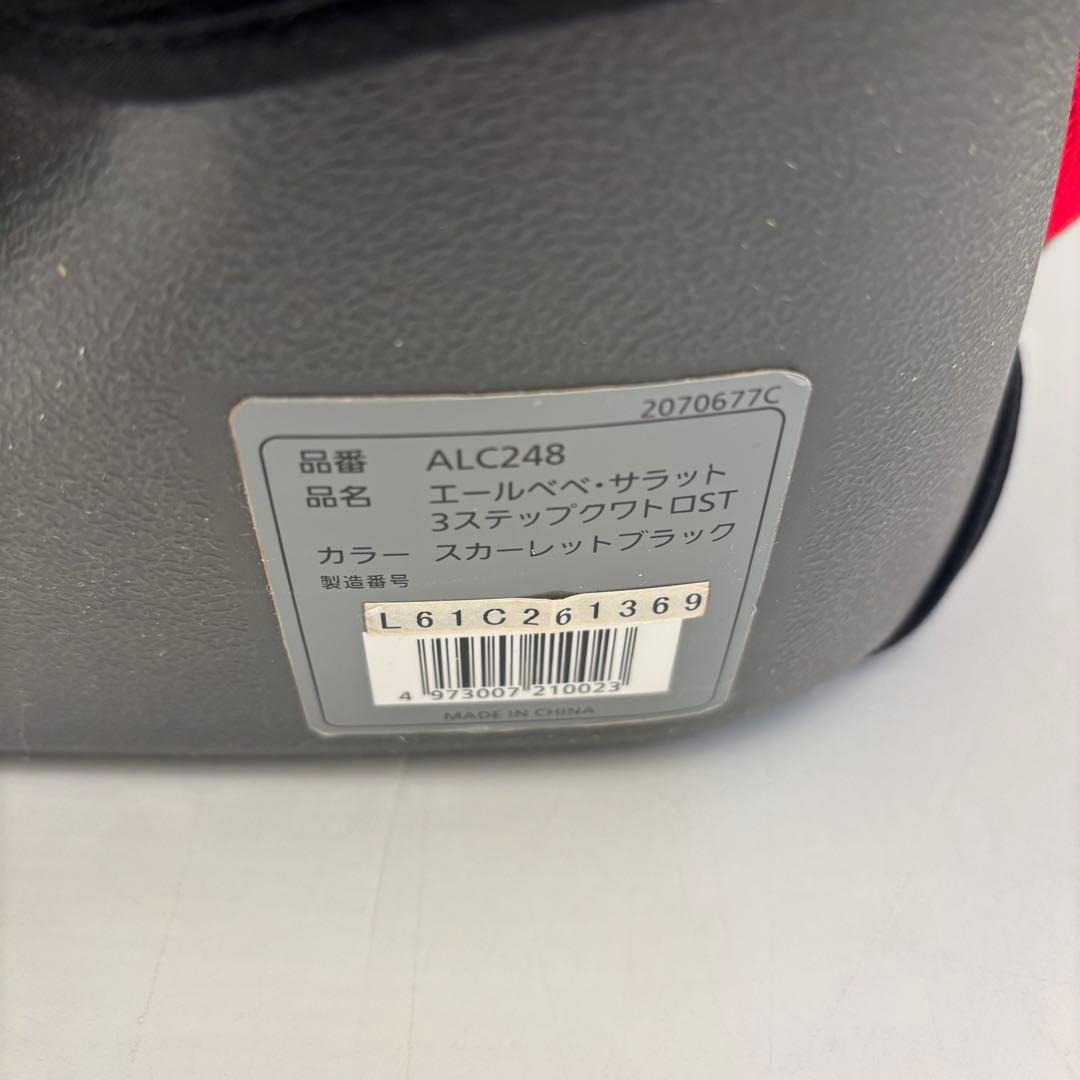 2070677C
品番 ALC248
品名 エールベベ・サラット
3ステップクワトロST
カラー スカーレットブラック
製造番号
L61C261369
4 973007 210023
MADE IN CHINA